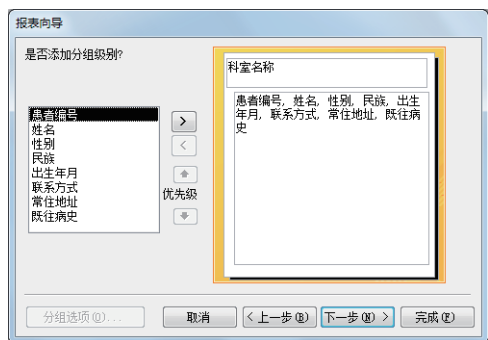 报表向导
是否添加分组级别?
科室名称
患者编号, 姓名, 性别, 民族, 出生
年月, 联系方式, 常住地址, 既往病
史
患者编号
姓名
性别
民族
出生年月
联系方式
常住地址
既往病史
>
<
优先级
分组选项(O)...
取消
< 上一步(B)
下一步(N) >
完成(F)